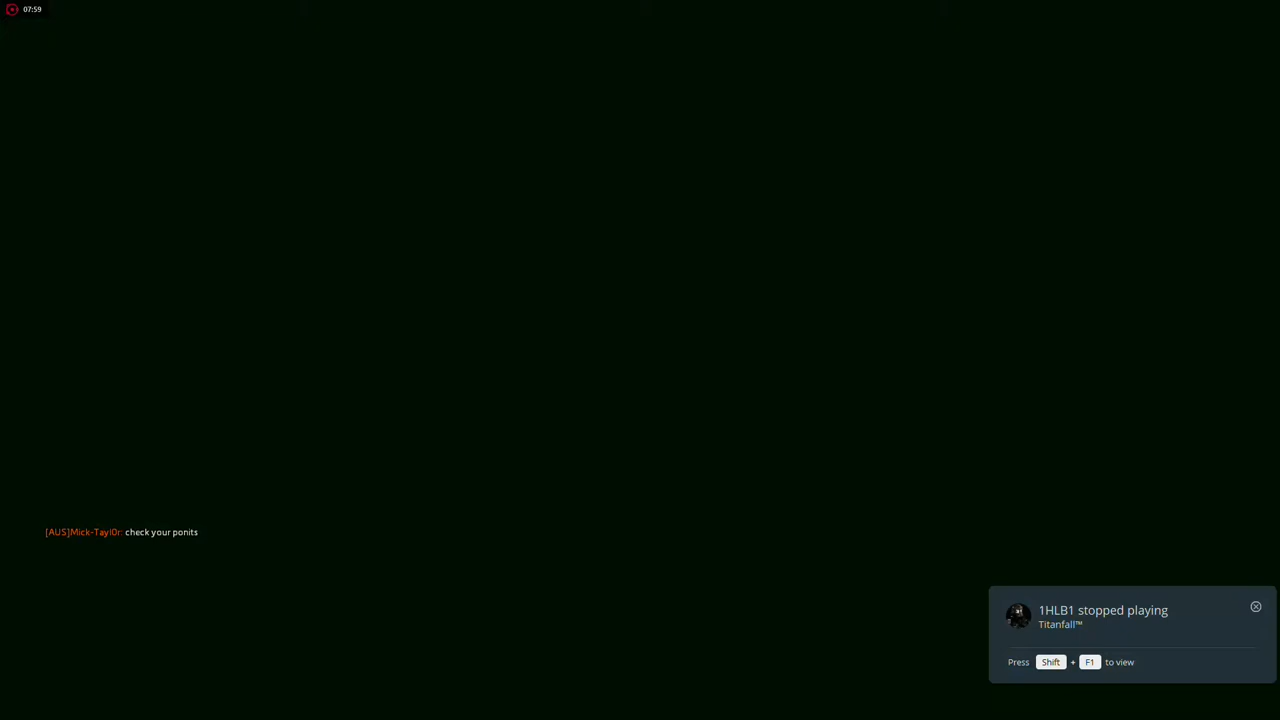 07:59
[AUS]Mick-Tayl0r: check your ponits
1HLB1 stopped playing
Titanfall™
Press Shift + F1 to view